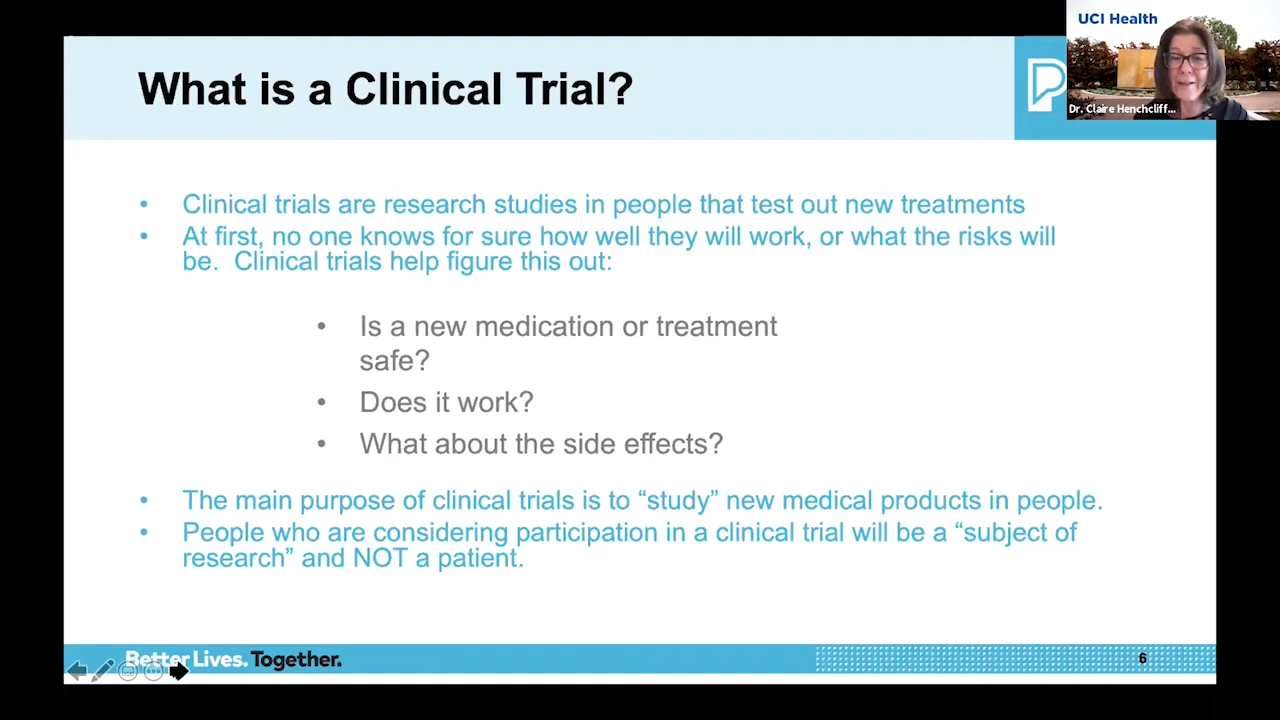 UCI Health
What is a Clinical Trial?
P
Dr. Claire Henchcliff...
• Clinical trials are research studies in people that test out new treatments
• At first, no one knows for sure how well they will work, or what the risks will
be.  Clinical trials help figure this out:
• Is a new medication or treatment
safe?
• Does it work?
• What about the side effects?
• The main purpose of clinical trials is to “study” new medical products in people.
• People who are considering participation in a clinical trial will be a “subject of
research” and NOT a patient.
Better Lives. Together.
6